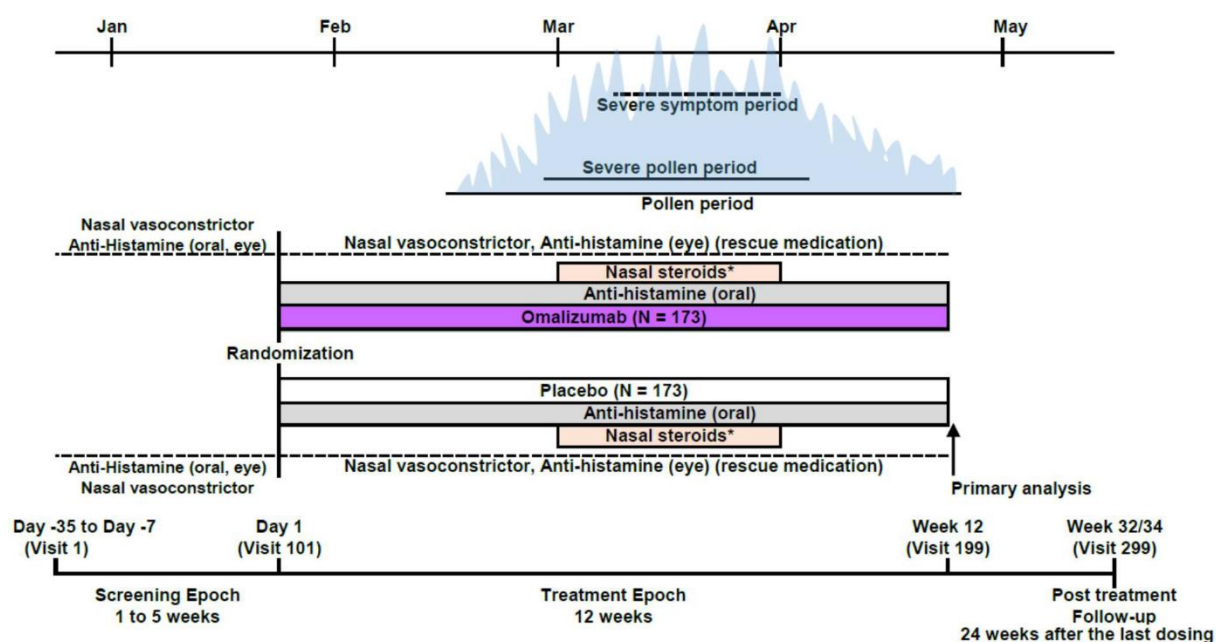 Jan Feb Mar Apr May
Severe symptom period
Severe pollen period
Pollen period
Nasal vasoconstrictor
Anti-Histamine (oral, eye)
Nasal vasoconstrictor, Anti-histamine (eye) (rescue medication)
Nasal steroids*
Anti-histamine (oral)
Omalizumab (N = 173)
Randomization
Placebo (N = 173)
Anti-histamine (oral)
Nasal steroids*
Anti-Histamine (oral, eye)
Nasal vasoconstrictor
Nasal vasoconstrictor, Anti-histamine (eye) (rescue medication)
Primary analysis
Day -35 to Day -7
(Visit 1)
Day 1
(Visit 101)
Week 12
(Visit 199)
Week 32/34
(Visit 299)
Screening Epoch
1 to 5 weeks
Treatment Epoch
12 weeks
Post treatment
Follow-up
24 weeks after the last dosing